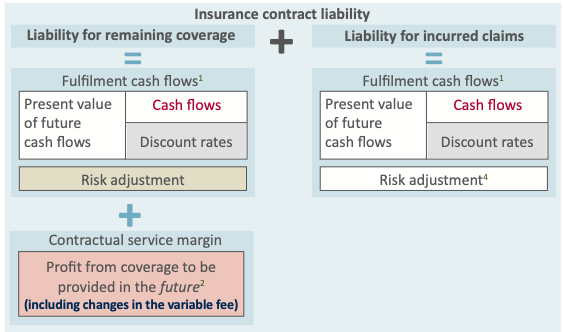 Insurance contract liability
Liability for remaining coverage
+
Liability for incurred claims
=
=
Fulfilment cash flows¹
Present value
of future
cash flows
Cash flows
Discount rates
Risk adjustment
Fulfilment cash flows¹
Present value
of future
cash flows
Cash flows
Discount rates
Risk adjustment⁴
+
Contractual service margin
Profit from coverage to be
provided in the future²
(including changes in the variable fee)